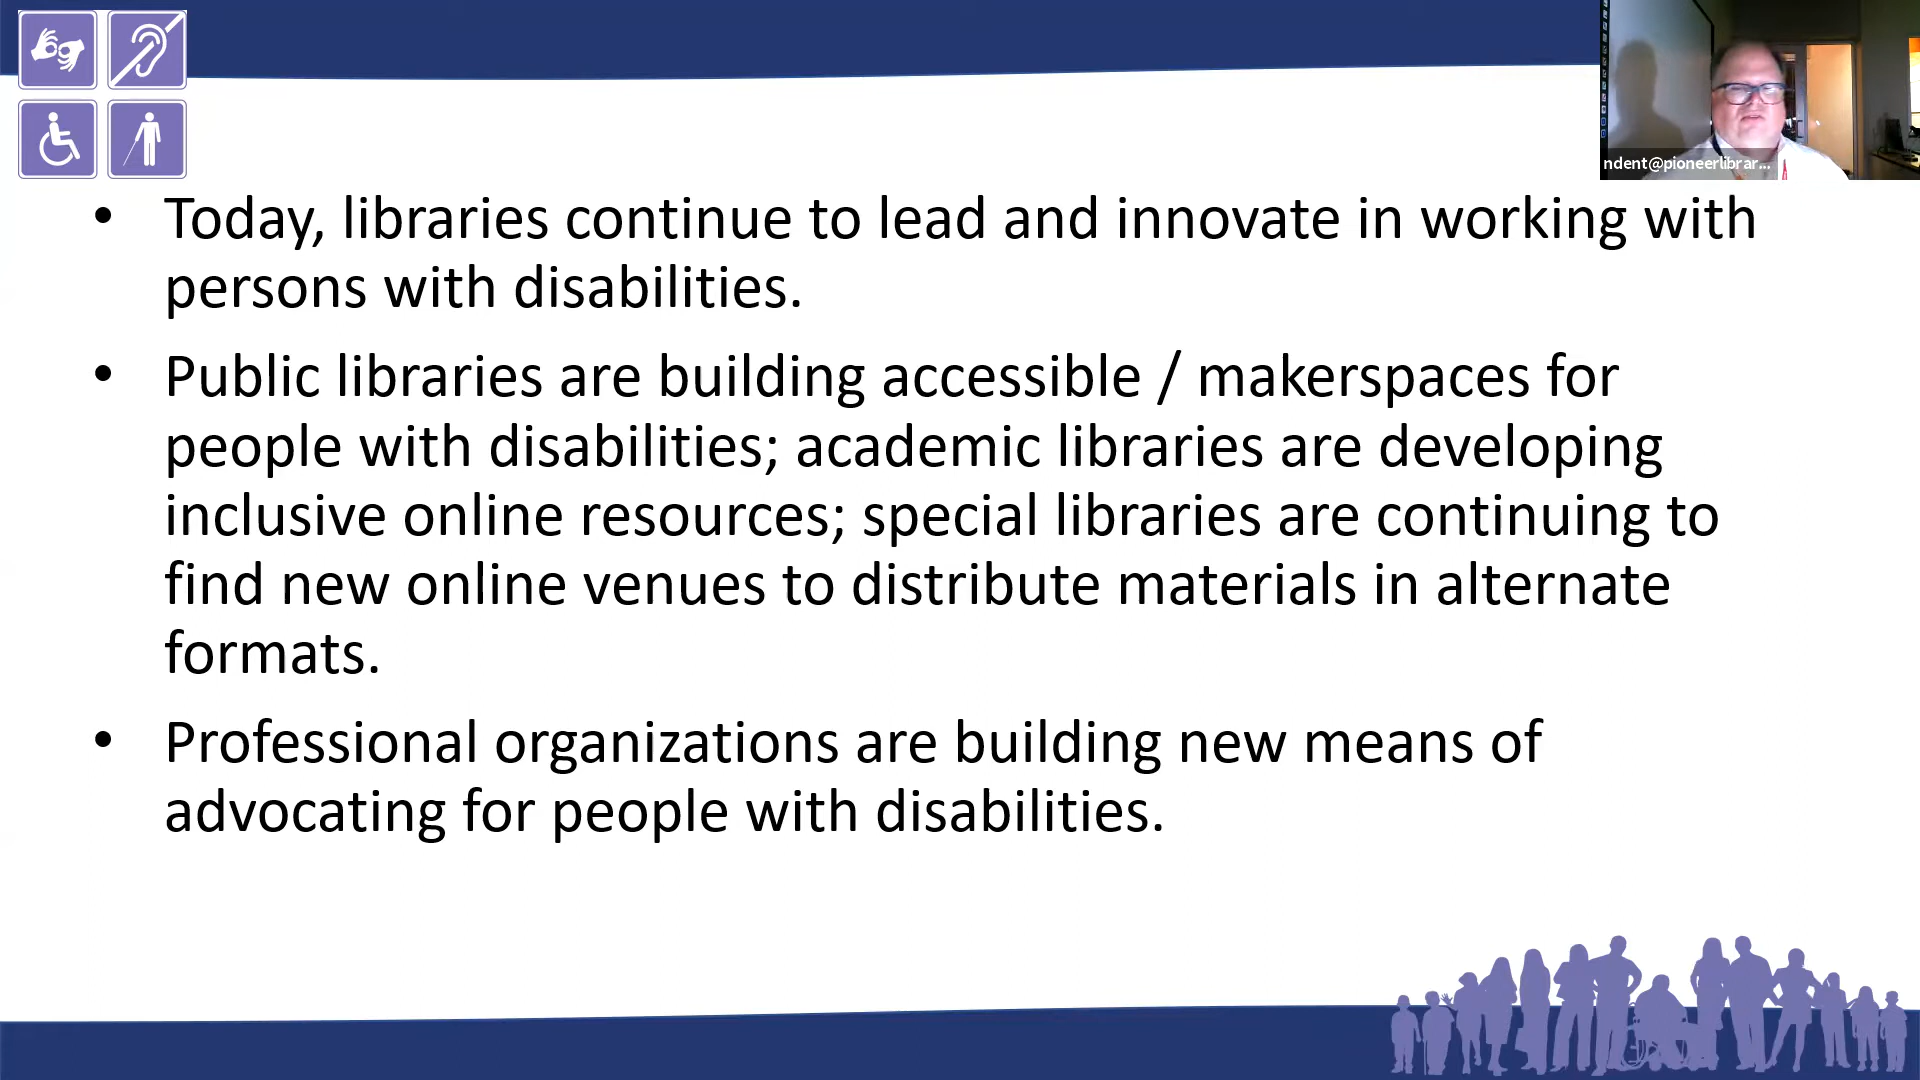 ndent@pioneerlibrar...
• Today, libraries continue to lead and innovate in working with
persons with disabilities.
• Public libraries are building accessible / makerspaces for
people with disabilities; academic libraries are developing
inclusive online resources; special libraries are continuing to
find new online venues to distribute materials in alternate
formats.
• Professional organizations are building new means of
advocating for people with disabilities.